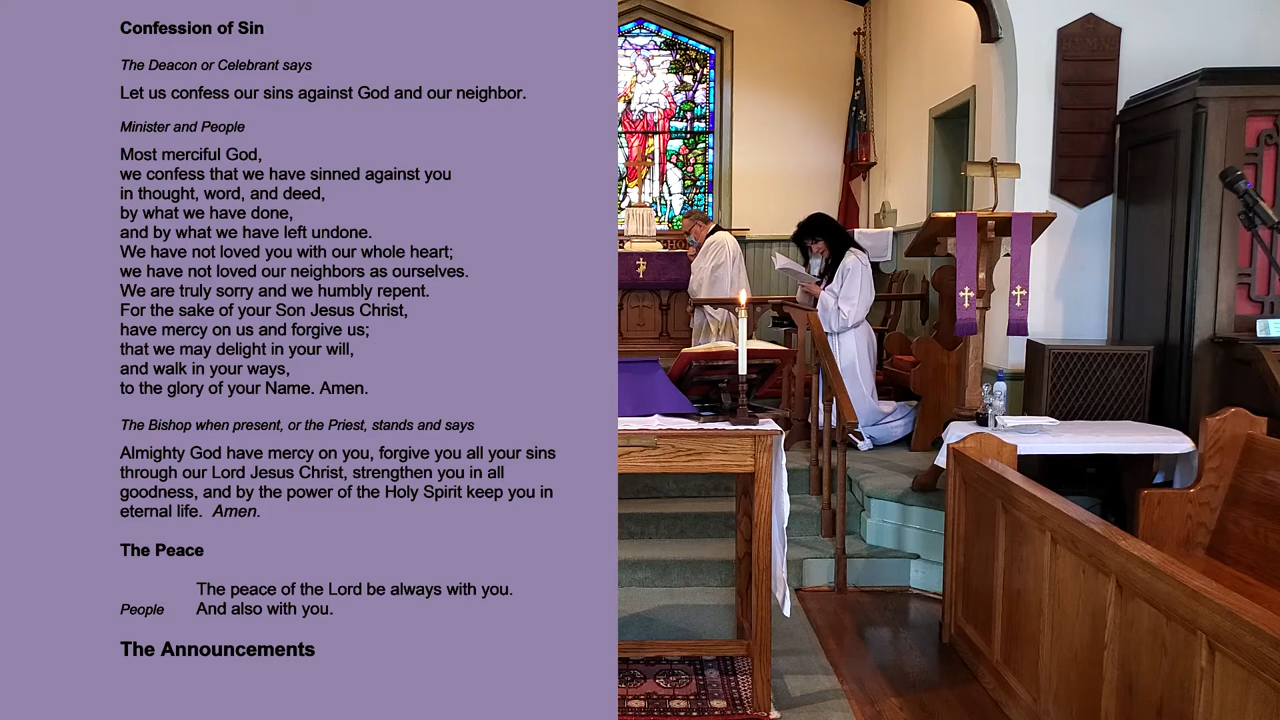 Confession of Sin
The Deacon or Celebrant says
Let us confess our sins against God and our neighbor.
Minister and People
Most merciful God,
we confess that we have sinned against you
in thought, word, and deed,
by what we have done,
and by what we have left undone.
We have not loved you with our whole heart;
we have not loved our neighbors as ourselves.
We are truly sorry and we humbly repent.
For the sake of your Son Jesus Christ,
have mercy on us and forgive us;
that we may delight in your will,
and walk in your ways,
to the glory of your Name. Amen.
The Bishop when present, or the Priest, stands and says
Almighty God have mercy on you, forgive you all your sins
through our Lord Jesus Christ, strengthen you in all
goodness, and by the power of the Holy Spirit keep you in
eternal life. Amen.
The Peace
The peace of the Lord be always with you.
People And also with you.
The Announcements
HYMNS